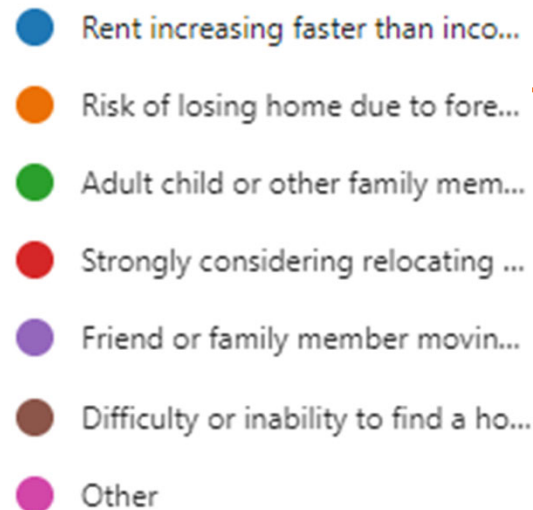 Rent increasing faster than inco...
Risk of losing home due to fore...
Adult child or other family mem...
Strongly considering relocating ...
Friend or family member movin...
Difficulty or inability to find a ho...
Other